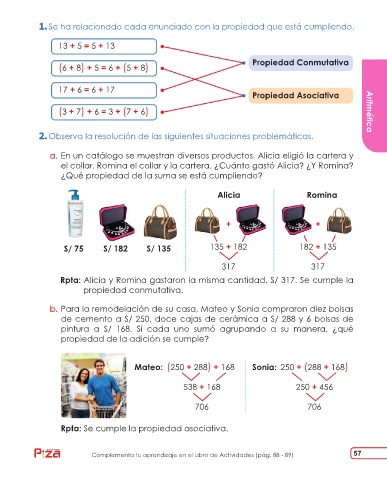 1. Se ha relacionado cada enunciado con la propiedad que está cumpliendo.
13 + 5 = 5 + 13
(6 + 8) + 5 = 6 + (5 + 8)
Propiedad Conmutativa
17 + 6 = 6 + 17
Propiedad Asociativa
(3 + 7) + 6 = 3 + (7 + 6)
Aritmética
2. Observa la resolución de las siguientes situaciones problemáticas.
a. En un catálogo se muestran diversos productos. Alicia eligió la cartera y
el collar. Romina el collar y la cartera. ¿Cuánto gastó Alicia? ¿Y Romina?
¿Qué propiedad de la suma se está cumpliendo?
Alicia Romina
+ +
S/ 75 S/ 182 S/ 135 135 + 182 182 + 135
317 317
Rpta: Alicia y Romina gastaron la misma cantidad, S/ 317. Se cumple la
propiedad conmutativa.
b. Para la remodelación de su casa, Mateo y Sonia compraron diez bolsas
de cemento a S/ 250, doce cajas de cerámica a S/ 288 y 6 bolsas de
pintura a S/ 168. Si cada uno sumó agrupando a su manera, ¿qué
propiedad de la adición se cumple?
Mateo: (250 + 288) + 168 Sonia: 250 + (288 + 168)
538 + 168 250 + 456
706 706
Rpta: Se cumple la propiedad asociativa.
Complementa tu aprendizaje en el Libro de Actividades (pág. 88 - 89) 57